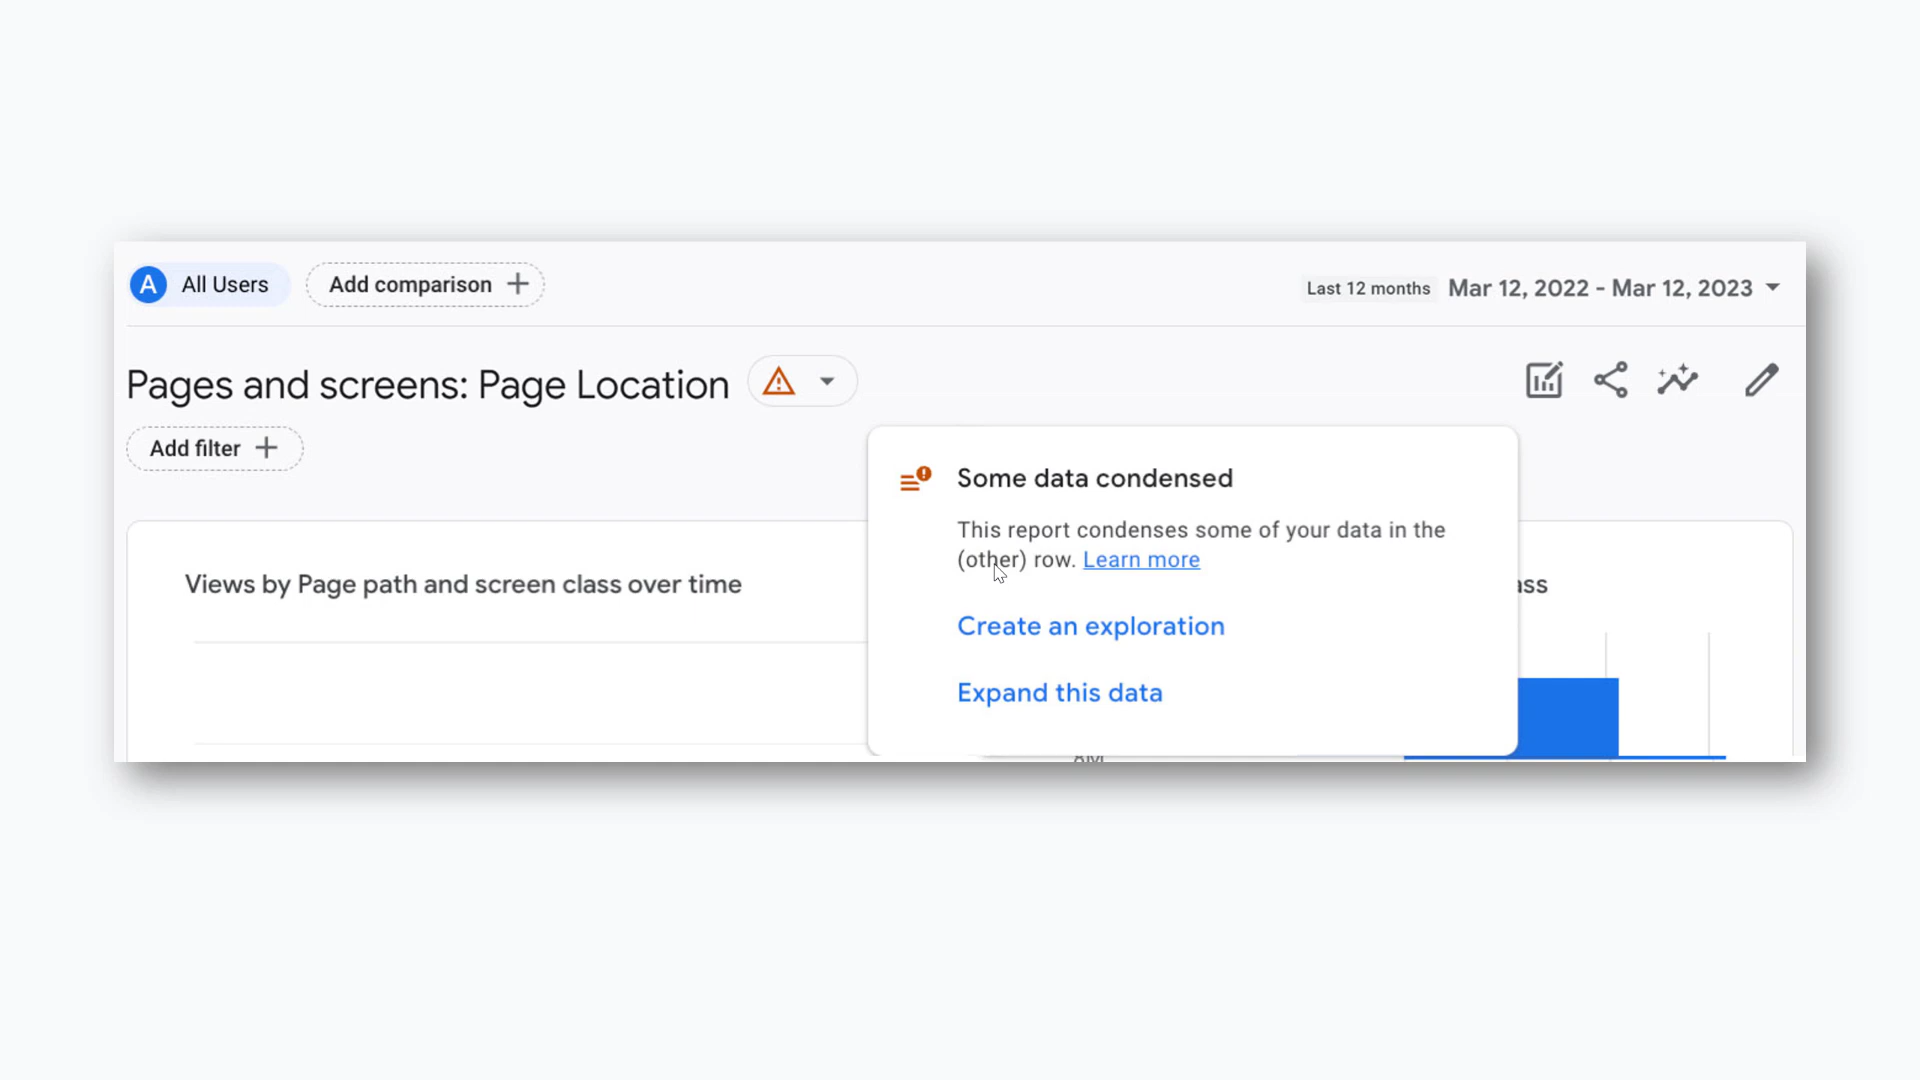 A All Users
Add comparison +
Last 12 months Mar 12, 2022 - Mar 12, 2023
Pages and screens: Page Location
Add filter +
Some data condensed
This report condenses some of your data in the
(other) row. Learn more
Create an exploration
Expand this data
Views by Page path and screen class over time